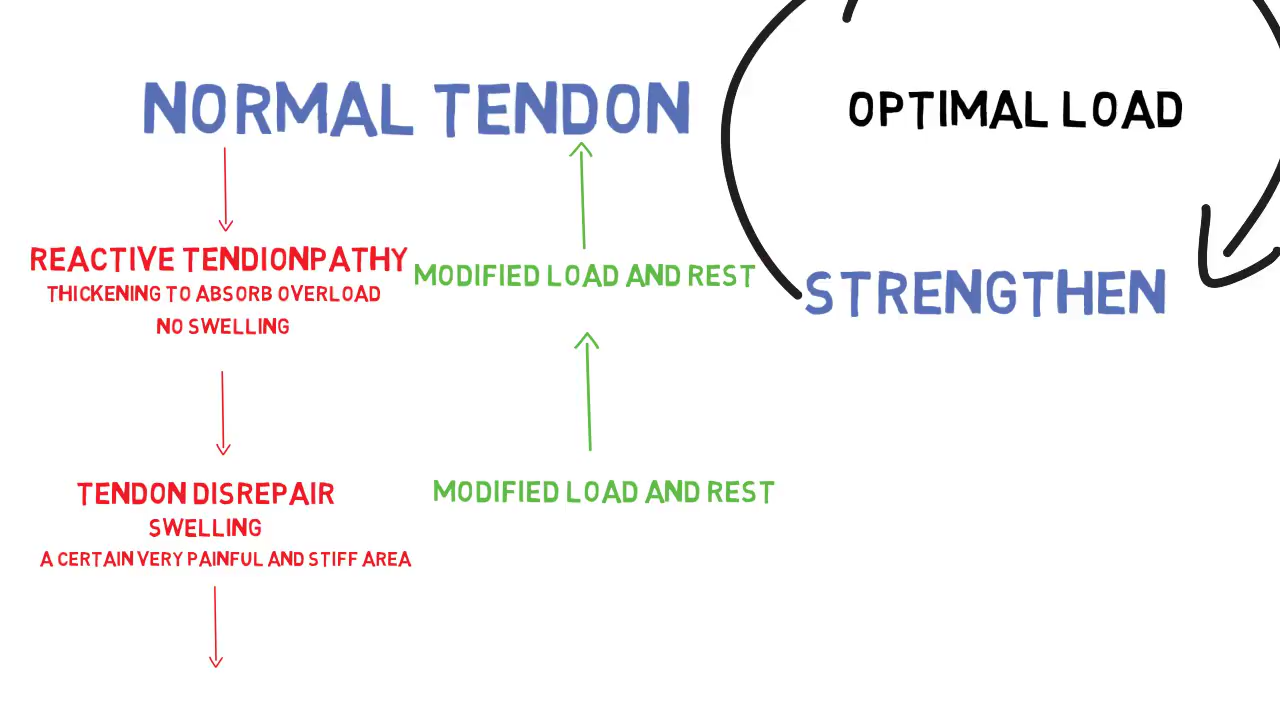 NORMAL TENDON
OPTIMAL LOAD
REACTIVE TENDIONPATHY
THICKENING TO ABSORB OVERLOAD
NO SWELLING
MODIFIED LOAD AND REST
STRENGTHEN
TENDON DISREPAIR
SWELLING
A CERTAIN VERY PAINFUL AND STIFF AREA
MODIFIED LOAD AND REST